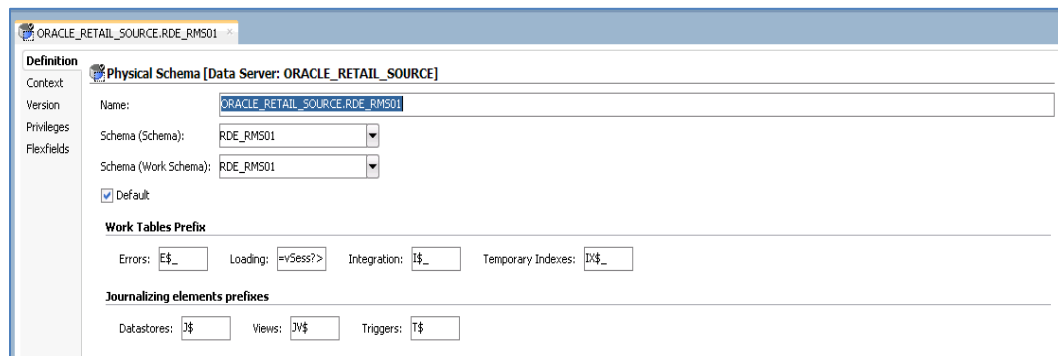 ORACLE_RETAIL_SOURCE.RDE_RMS01 ×
Definition
Context
Version
Privileges
Flexfields
Physical Schema [Data Server: ORACLE_RETAIL_SOURCE]
Name: ORACLE_RETAIL_SOURCE.RDE_RMS01
Schema (Schema): RDE_RMS01
Schema (Work Schema): RDE_RMS01
Default
Work Tables Prefix
Errors: E$_ Loading: =vSess?> Integration: I$_ Temporary Indexes: IX$_
Journalizing elements prefixes
Datastores: J$ Views: JV$ Triggers: T$